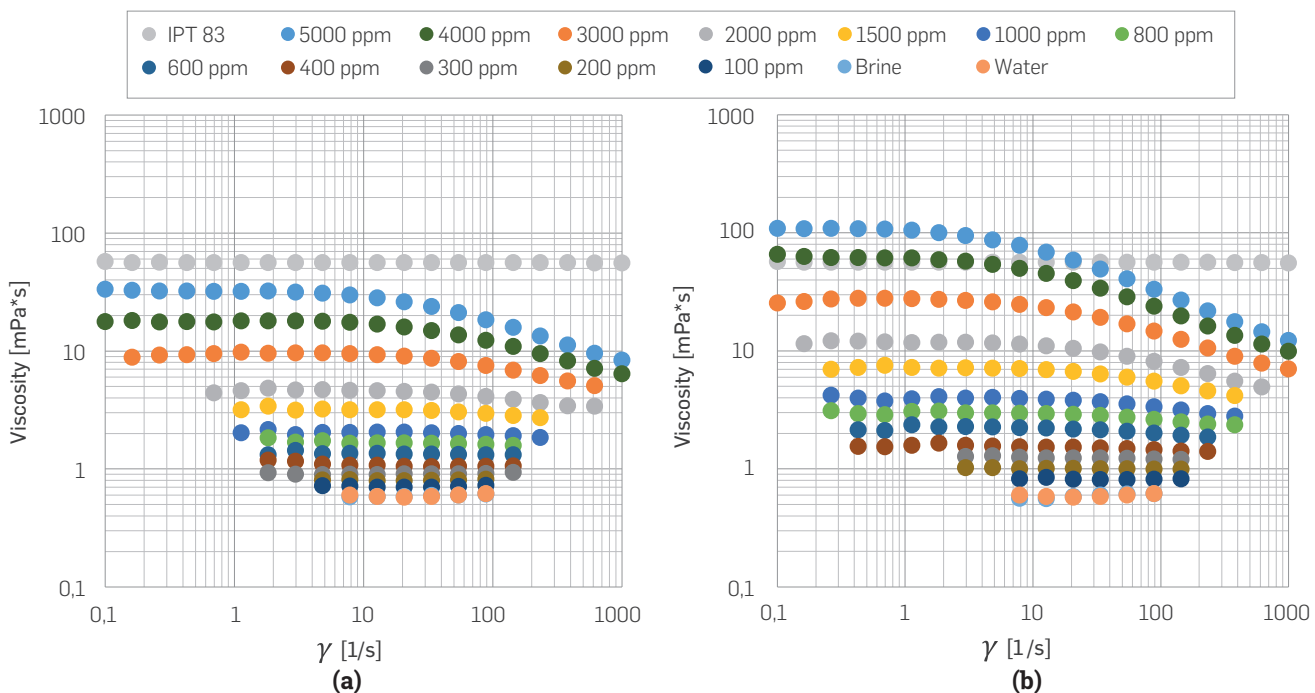 IPT 83 5000 ppm 4000 ppm 3000 ppm 2000 ppm 1500 ppm 1000 ppm 800 ppm
600 ppm 400 ppm 300 ppm 200 ppm 100 ppm Brine Water
1000
100
10
1
0,1
Viscosity [mPa*s]
0,1 1 10 100 1000
γ [1/s]
(a)
1000
100
10
1
0,1
Viscosity [mPa*s]
0,1 1 10 100 1000
γ [1/s]
(b)